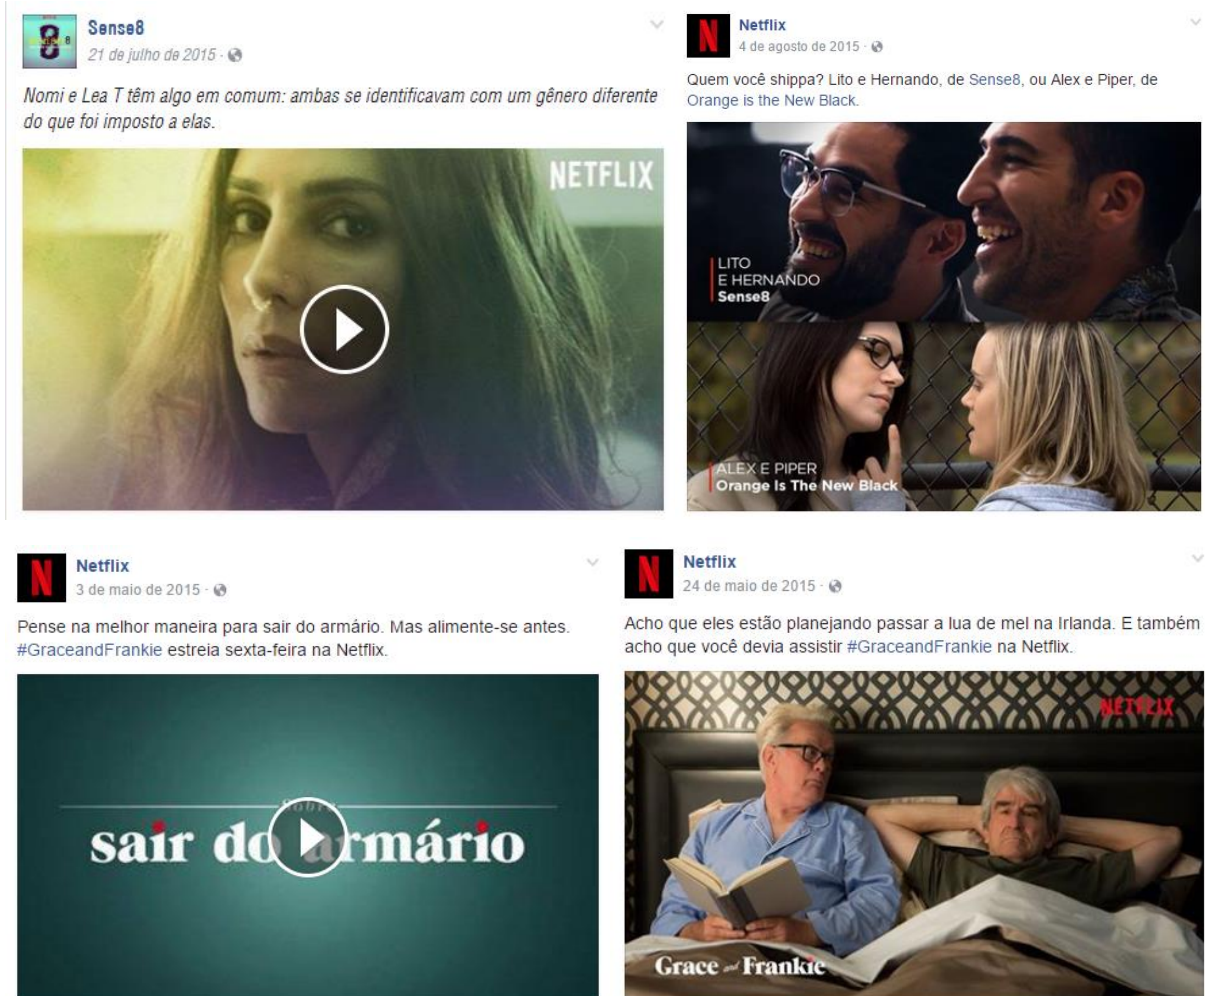 Sense8
21 de julho de 2015
Nomi e Lea T têm algo em comum: ambas se identificavam com um gênero diferente
do que foi imposto a elas.
NETFLIX
Netflix
4 de agosto de 2015
Quem você shippa? Lito e Hernando, de Sense8, ou Alex e Piper, de
Orange is the New Black.
LITO
E HERNANDO
Sense8
ALEX E PIPER
Orange Is The New Black
Netflix
3 de maio de 2015
Pense na melhor maneira para sair do armário. Mas alimente-se antes.
#GraceandFrankie estreia sexta-feira na Netflix.
Sobre
sair do armário
Netflix
24 de maio de 2015
Acho que eles estão planejando passar a lua de mel na Irlanda. E também
acho que você devia assistir #GraceandFrankie na Netflix.
NETFLIX
Grace and Frankie